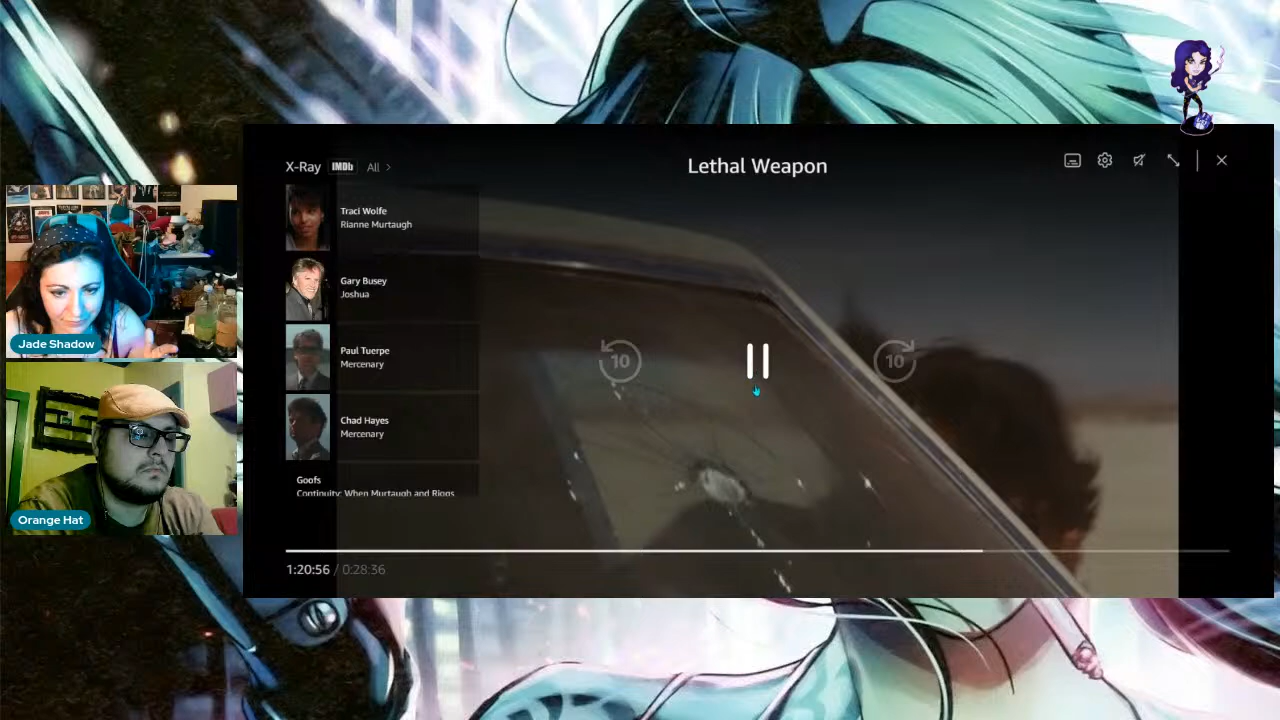 X-Ray IMDb All >
Lethal Weapon
Traci Wolfe
Rianne Murtaugh
Gary Busey
Joshua
Paul Tuerpe
Mercenary
Chad Hayes
Mercenary
Goofs
Continuity: When Murtaugh and Riggs
10
10
1:20:56 / 0:28:36
Jade Shadow
Orange Hat